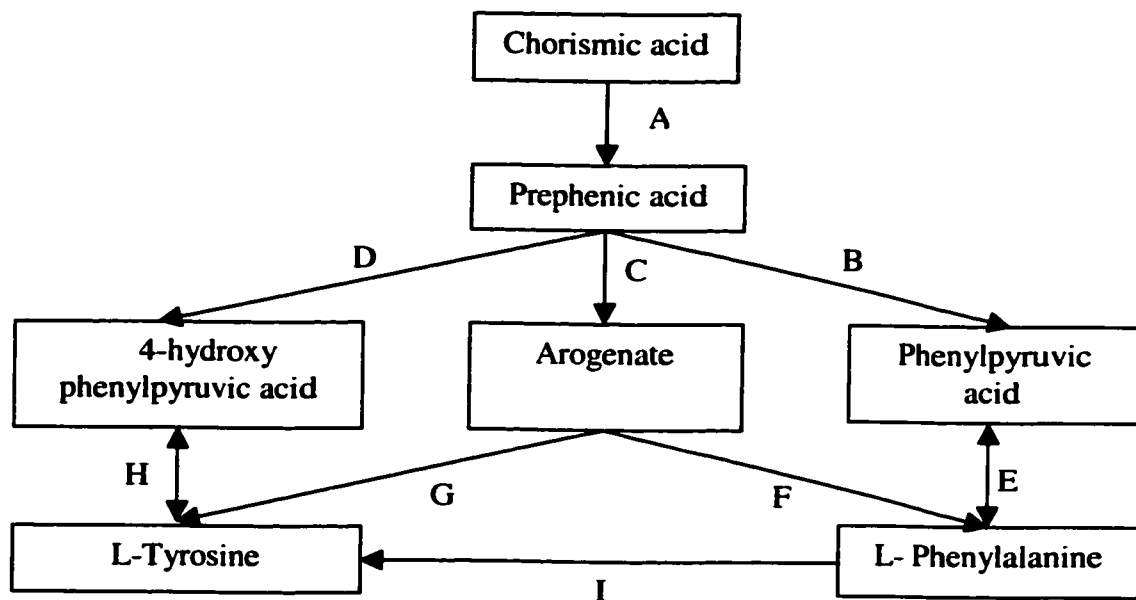 Chorismic acid
A
Prephenic acid
D
C
B
4-hydroxy
phenylpyruvic acid
Arogenate
Phenylpyruvic
acid
H
G
F
E
L-Tyrosine
L- Phenylalanine
I